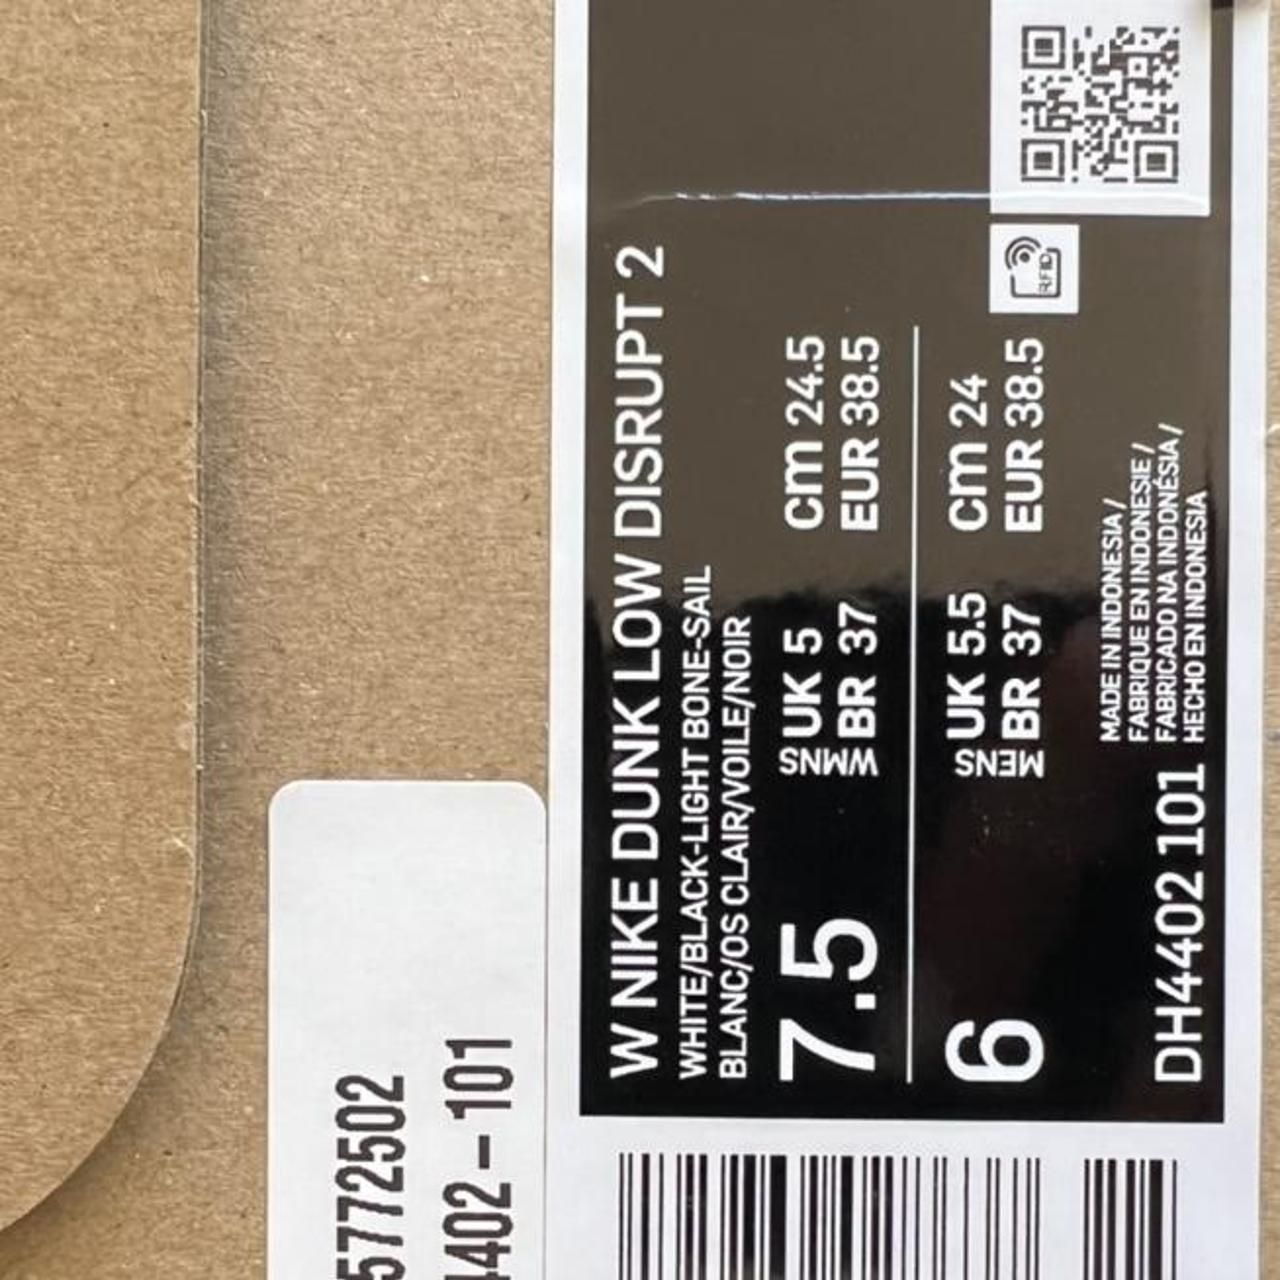 W NIKE DUNK LOW DISRUPT 2
WHITE/BLACK-LIGHT BONE-SAIL
BLANC/OS CLAIR/VOILE/NOIR
7.5
WMNS
UK 5
cm 24.5
BR 37
EUR 38.5
6
MENS
UK 5.5
cm 24
BR 37
EUR 38.5
RFID
MADE IN INDONESIA /
FABRIQUE EN INDONESIE /
FABRICADO NA INDONÉSIA /
HECHO EN INDONESIA
DH4402 101
5772502
4402 – 101